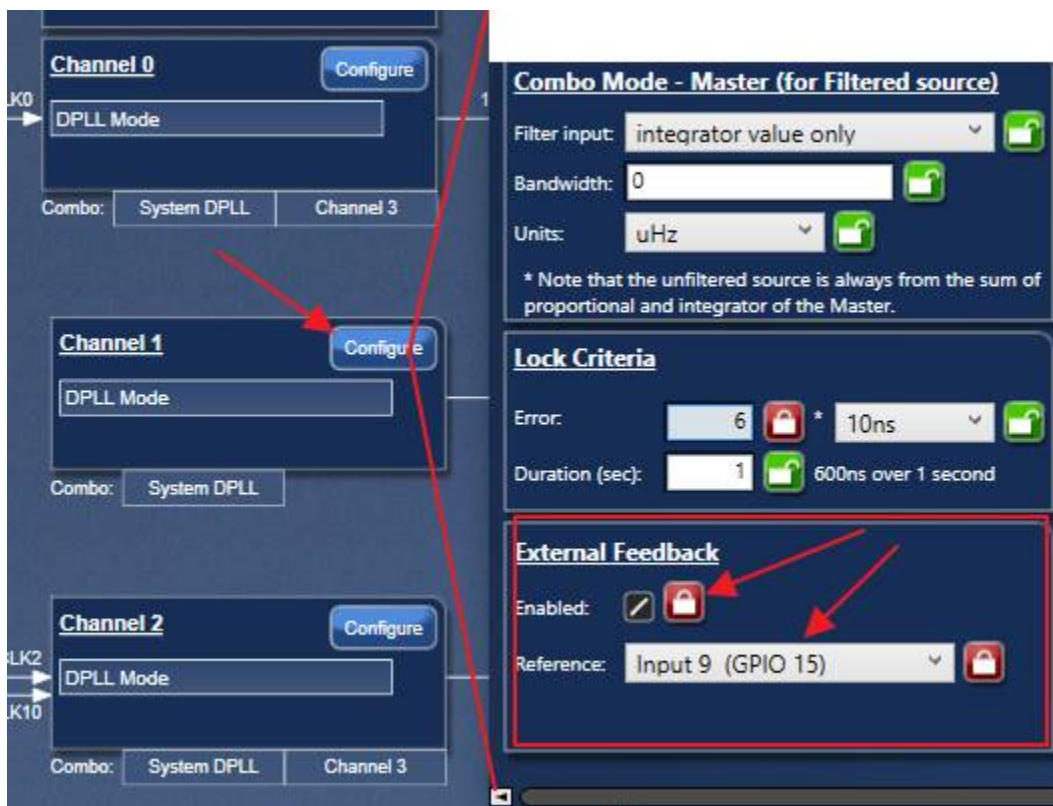 Channel 0
Configure
LK0
DPLL Mode
1
Combo:
System DPLL
Channel 3
Channel 1
Configure
DPLL Mode
Combo:
System DPLL
Channel 2
Configure
CLK2
DPLL Mode
LK10
Combo:
System DPLL
Channel 3
Combo Mode - Master (for Filtered source)
Filter input:
integrator value only
Bandwidth:
0
Units:
uHz
* Note that the unfiltered source is always from the sum of
proportional and integrator of the Master.
Lock Criteria
Error:
6
*
10ns
Duration (sec):
1
600ns over 1 second
External Feedback
Enabled:
Reference:
Input 9 (GPIO 15)